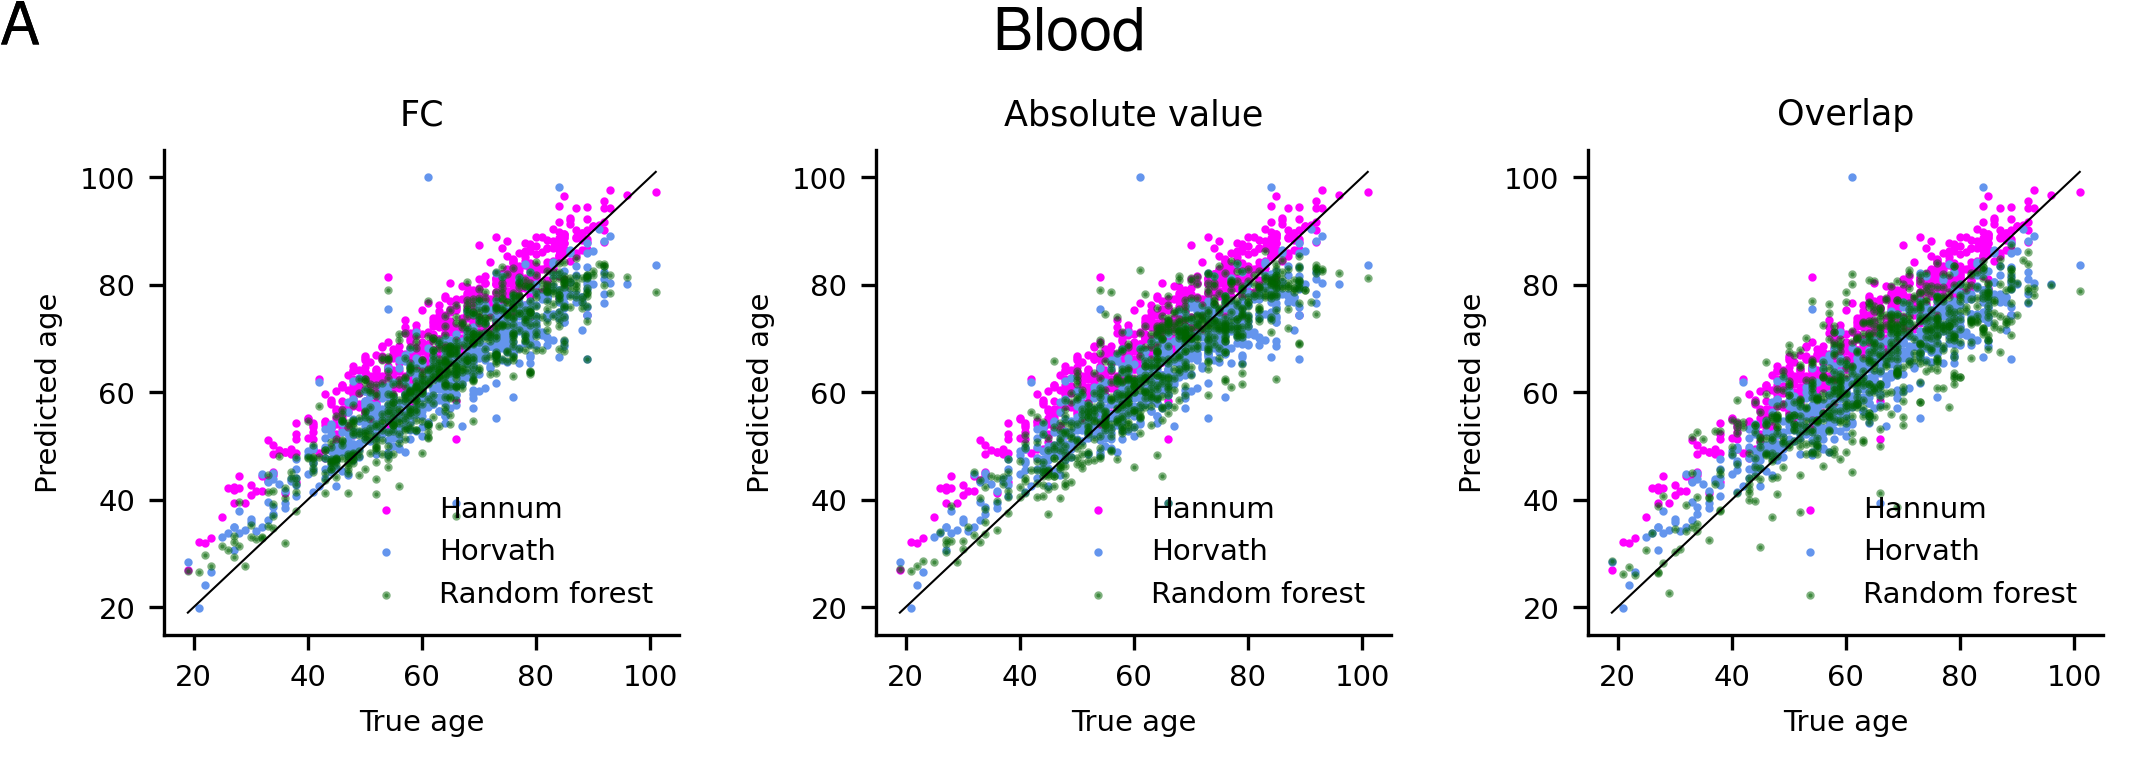 A
Blood
FC
Absolute value
Overlap
Predicted age
100
80
60
40
20
Hannum
Horvath
Random forest
20 40 60 80 100
True age
Predicted age
100
80
60
40
20
Hannum
Horvath
Random forest
20 40 60 80 100
True age
Predicted age
100
80
60
40
20
Hannum
Horvath
Random forest
20 40 60 80 100
True age